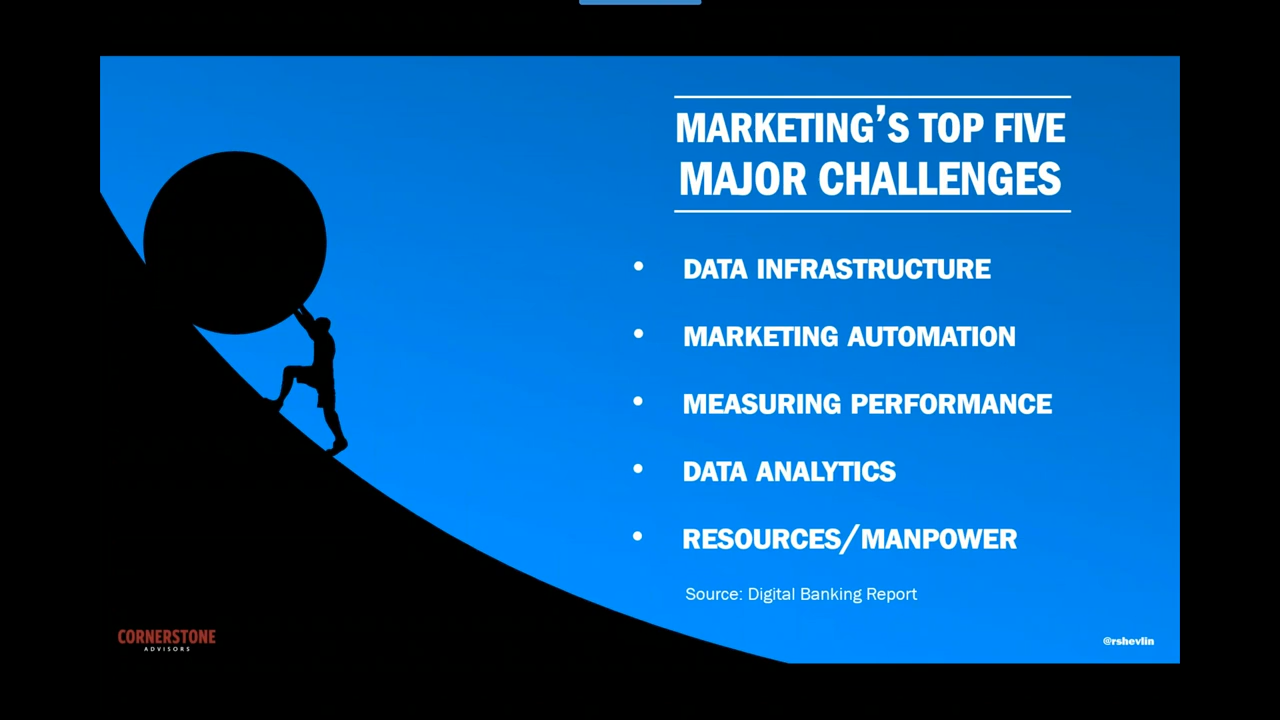 MARKETING'S TOP FIVE
MAJOR CHALLENGES
• DATA INFRASTRUCTURE
• MARKETING AUTOMATION
• MEASURING PERFORMANCE
• DATA ANALYTICS
• RESOURCES/MANPOWER
Source: Digital Banking Report
CORNERSTONE
ADVISORS
@rshevlin